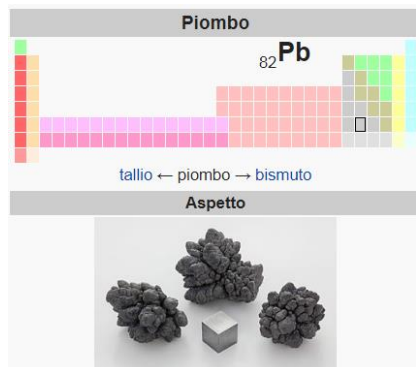 Piombo
82Pb
tallio ← piombo → bismuto
Aspetto